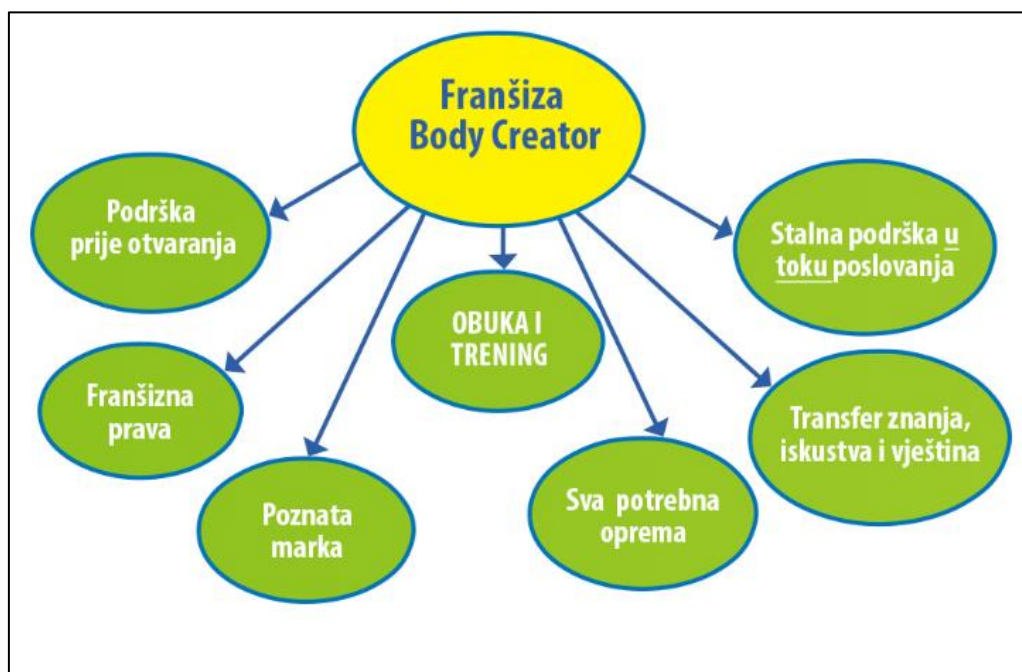 Franšiza
Body Creator
Podrška
prije otvaranja
Stalna podrška u
toku poslovanja
OBUKA I
TRENING
Franšizna
prava
Transfer znanja,
iskustva i vještina
Poznata
marka
Sva potrebna
oprema